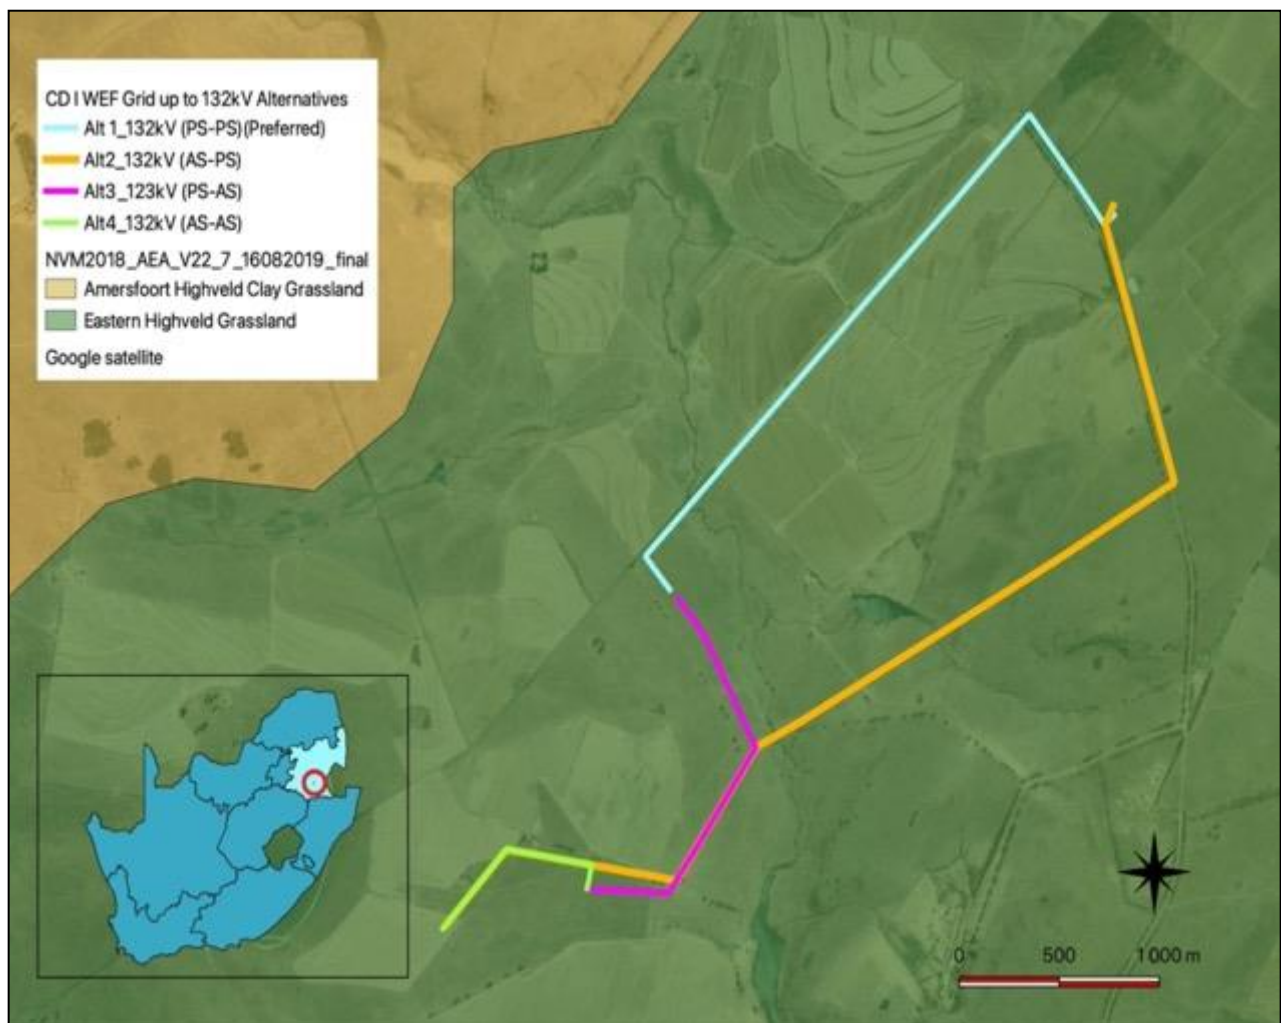 CD I WEF Grid up to 132kV Alternatives
Alt 1_132kV (PS-PS)(Preferred)
Alt2_132kV (AS-PS)
Alt3_123kV (PS-AS)
Alt4_132kV (AS-AS)
NVM2018_AEA_V22_7_16082019_final
Amersfoort Highveld Clay Grassland
Eastern Highveld Grassland
Google satellite
0 500 1000 m